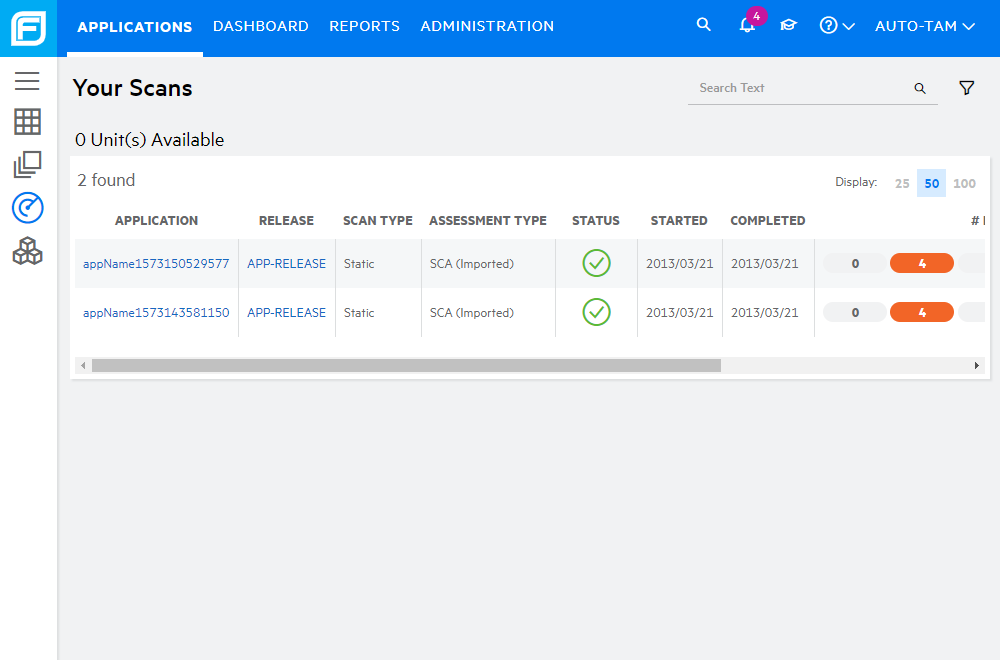 APPLICATIONS DASHBOARD REPORTS ADMINISTRATION 4 AUTO-TAM
Your Scans
Search Text
0 Unit(s) Available
2 found
Display: 25 50 100
APPLICATION RELEASE SCAN TYPE ASSESSMENT TYPE STATUS STARTED COMPLETED #
appName1573150529577 APP-RELEASE Static SCA (Imported) 2013/03/21 2013/03/21 0 4
appName1573143581150 APP-RELEASE Static SCA (Imported) 2013/03/21 2013/03/21 0 4